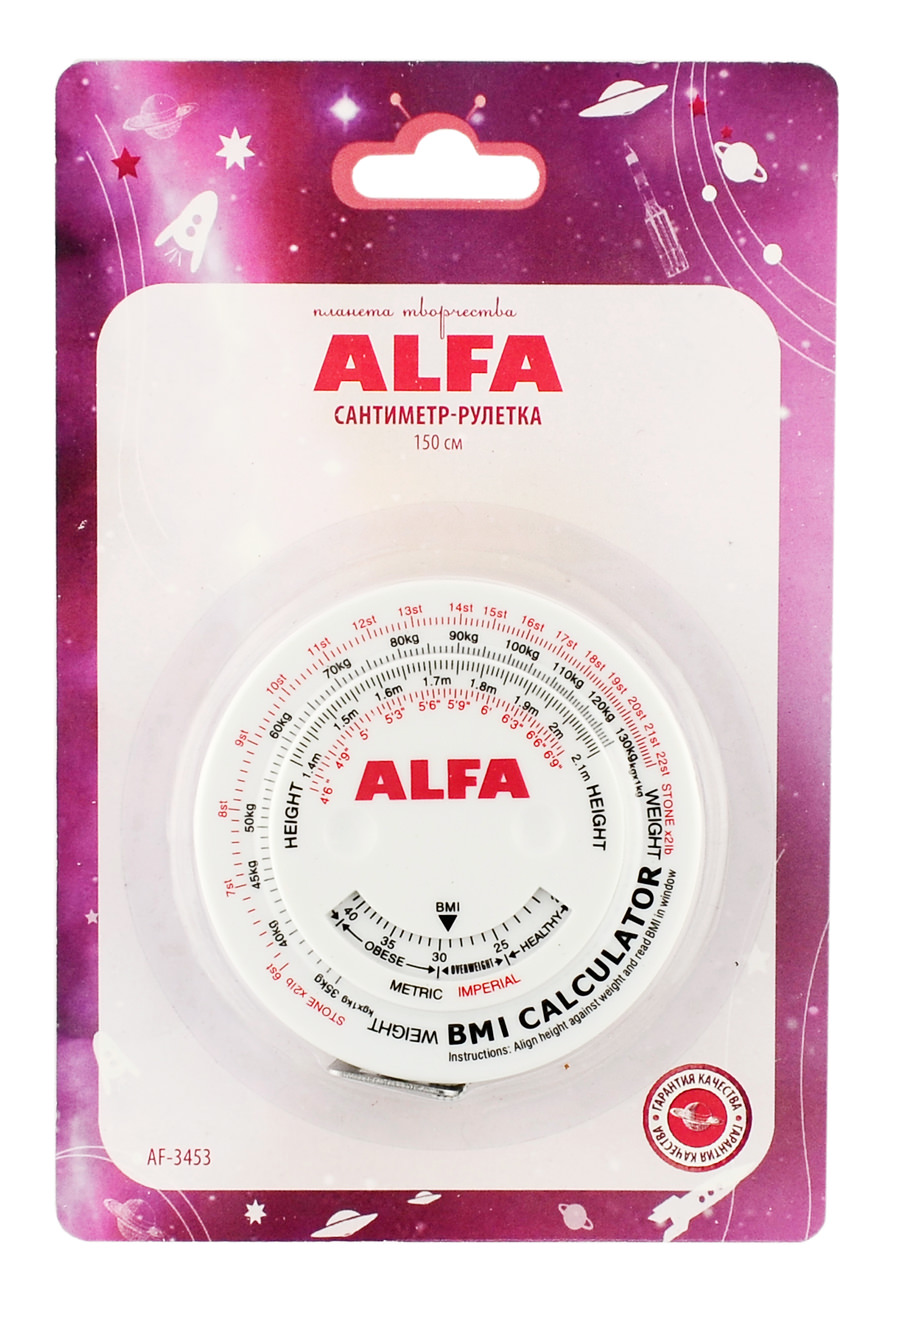 планета творчества
ALFA
САНТИМЕТР-РУЛЕТКА
150 см
6st 7st 8st 9st 10st 11st 12st 13st 14st 15st 16st 17st 18st 19st 20st 21st 22st STONE x2lb
35kg 40kg 45kg 50kg 60kg 70kg 80kg 90kg 100kg 110kg 120kg 130kg kgx1kg WEIGHT
HEIGHT 1.4m 1.5m 1.6m 1.7m 1.8m 1.9m 2m 2.1m HEIGHT
4'6" 4'9" 5' 5'3" 5'6" 5'9" 6' 6'3" 6'6" 6'9"
ALFA
BMI
40 35 30 25
OBESE OVERWEIGHT HEALTHY
METRIC IMPERIAL
STONE x2lb
kgx1kg
WEIGHT
BMI CALCULATOR
Instructions: Align height against weight and read BMI in window
ГАРАНТИЯ КАЧЕСТВА • ГАРАНТИЯ КАЧЕСТВА •
AF-3453